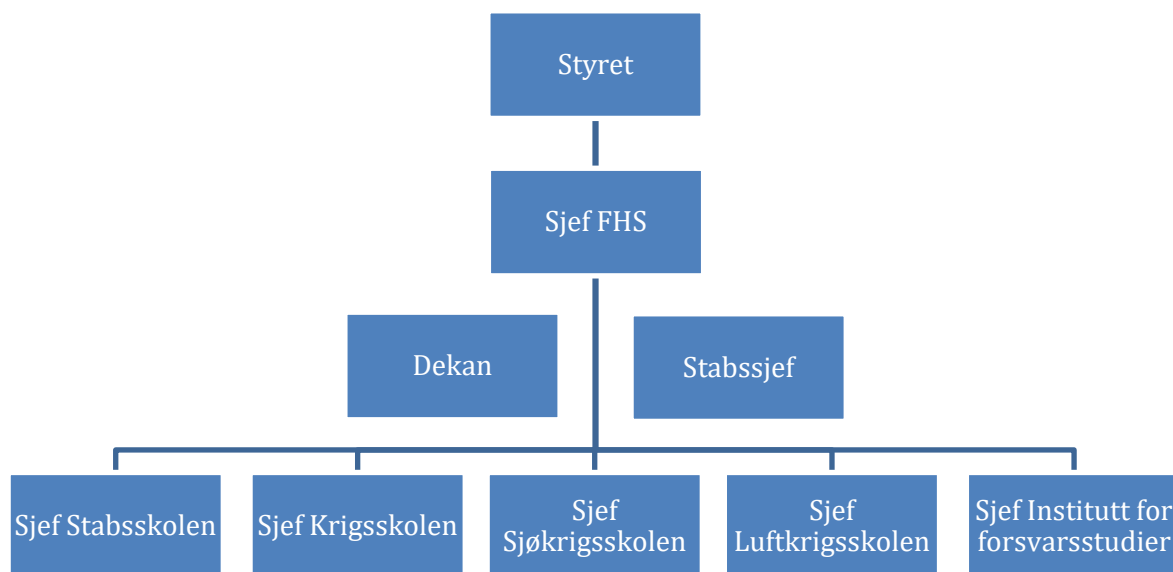 Styret
Sjef FHS
Dekan
Stabssjef
Sjef Stabsskolen
Sjef Krigsskolen
Sjef
Sjøkrigsskolen
Sjef
Luftkrigsskolen
Sjef Institutt for
forsvarsstudier